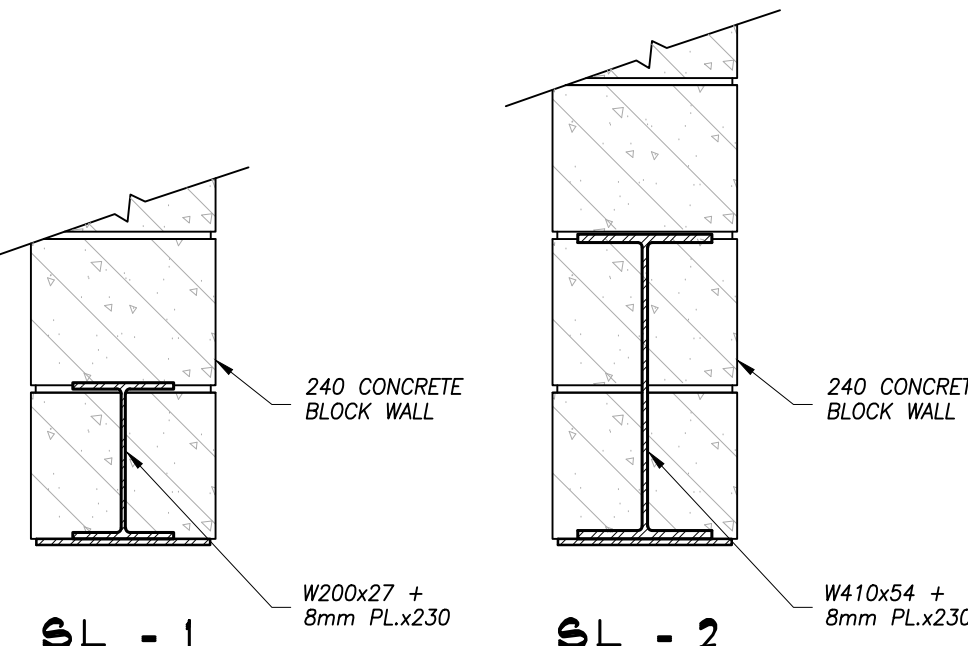 240 CONCRETE
BLOCK WALL
W200x27 +
8mm PL.x230
SL - 1
240 CONCRET
BLOCK WALL
W410x54 +
8mm PL.x230
SL - 2